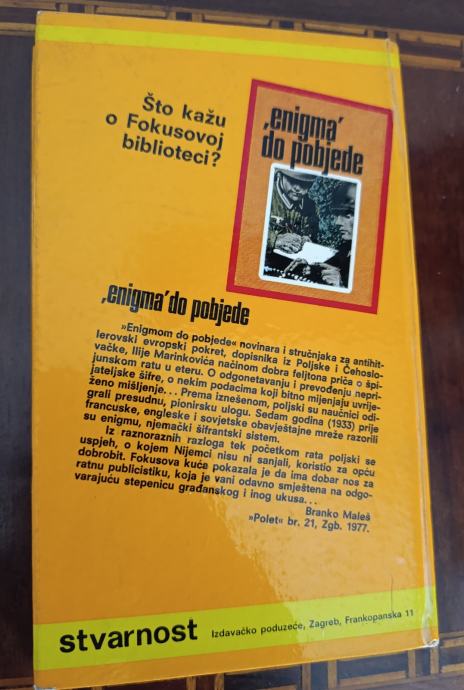 Što kažu
o Fokusovoj
biblioteci?
‚enigma’
do pobjede
‚enigma’ do pobjede
»Enigmom do pobjede« novinara i stručnjaka za antihit-
lerovski evropski pokret, dopisnika iz Poljske i Čehoslo-
vačke, Ilije Marinkovića načinom dobra feljtona priča o špi-
junskom ratu u eteru. O odgonetavanju i prevođenju nepri-
jateljske šifre, o nekim podacima koji bitno mijenjaju uvrije-
ženo mišljenje... Prema iznešenom, poljski su naučnici odi-
grali presudnu, pionirsku ulogu. Sedam godina (1933) prije
francuske, engleske i sovjetske obavještajne mreže razorili
su enigmu, njemački šifrantski sistem.
Iz raznoraznih razloga tek početkom rata poljski se
uspjeh, o kojem Nijemci nisu ni sanjali, koristio za opću
dobrobit. Fokusova kuća pokazala je da ima dobar nos za
ratnu publicistiku, koja je vani odavno smještena na odgo-
varajuću stepenicu građanskog i inog ukusa...
Branko Maleš
»Polet« br. 21, Zgb. 1977.
stvarnost Izdavačko poduzeće, Zagreb, Frankopanska 11